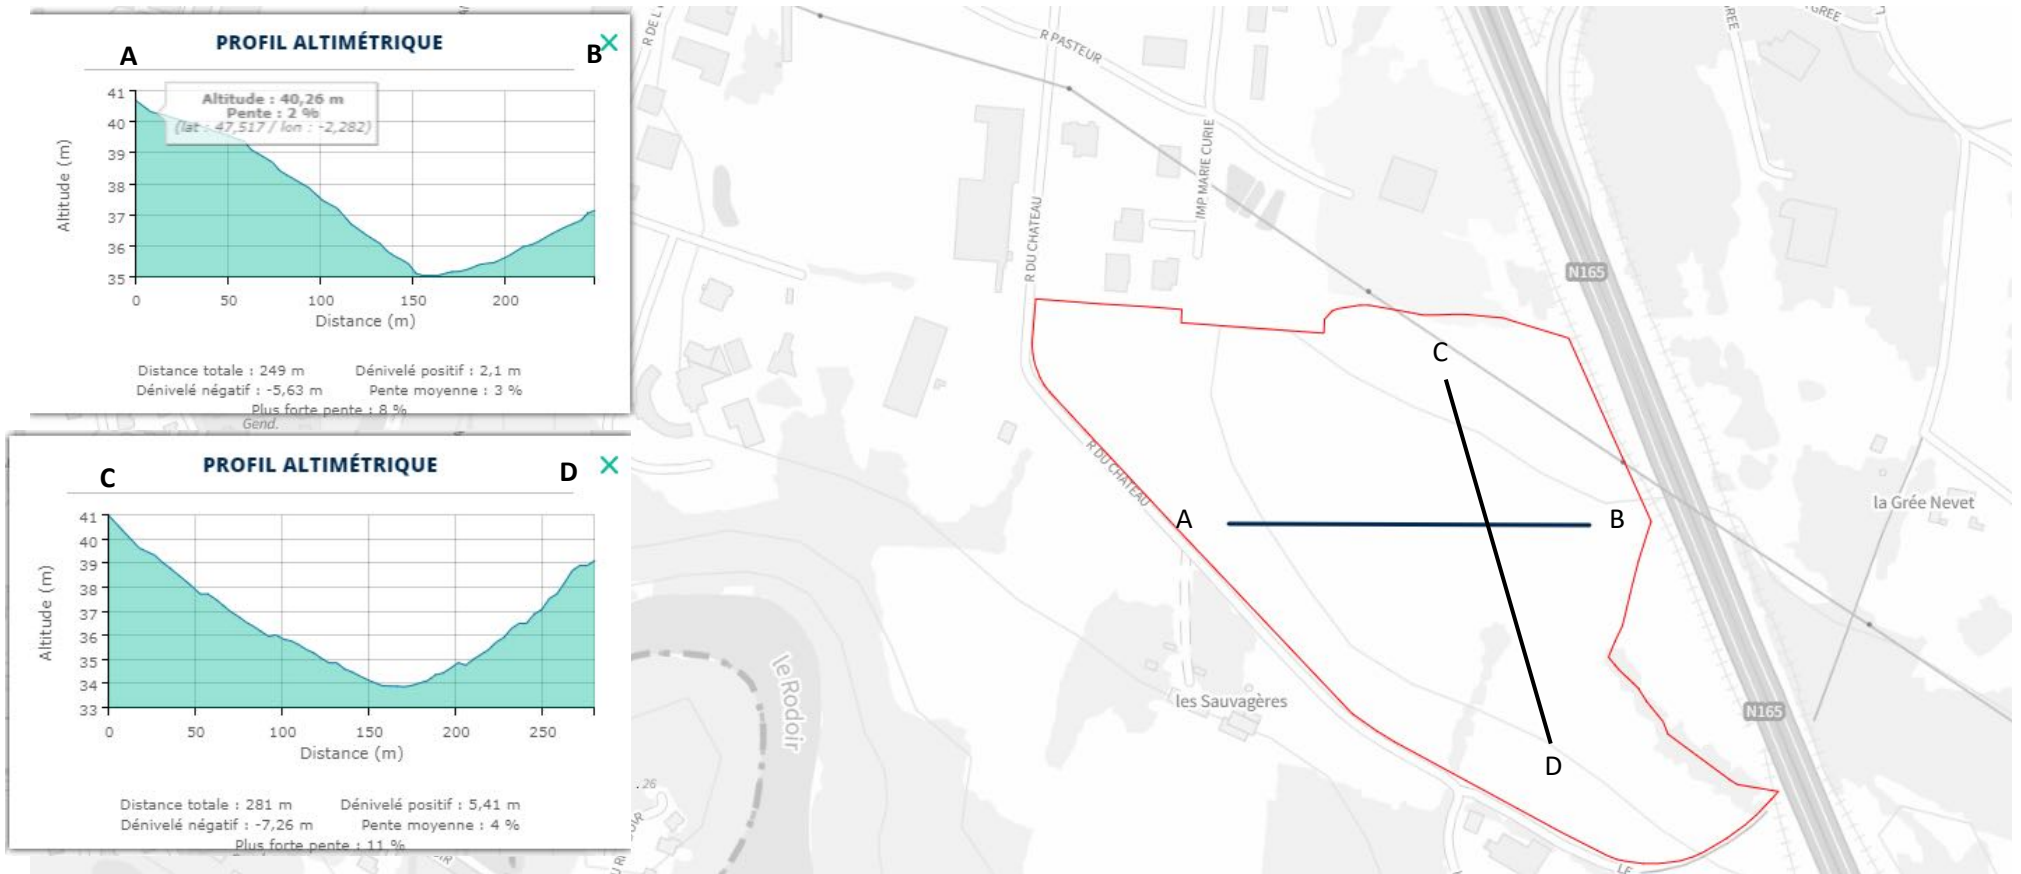 PROFIL ALTIMÉTRIQUE
A
B
Altitude : 40,26 m
Pente : 2 %
(lat : 47,517 / lon : -2,282)
Altitude (m)
41
40
39
38
37
36
35
0 50 100 150 200
Distance (m)
Distance totale : 249 m Dénivelé positif : 2,1 m
Dénivelé négatif : -5,63 m Pente moyenne : 3 %
Plus forte pente : 8 %
Gend.
PROFIL ALTIMÉTRIQUE
C
D
Altitude (m)
41
40
39
38
37
36
35
34
33
0 50 100 150 200 250
Distance (m)
Distance totale : 281 m Dénivelé positif : 5,41 m
Dénivelé négatif : -7,26 m Pente moyenne : 4 %
Plus forte pente : 11 %
R PASTEUR
IMP MARIE CURIE
R DU CHATEAU
R DU CHATEAU
N165
N165
la Grée Nevet
les Sauvagères
le Rodoir
A
B
C
D